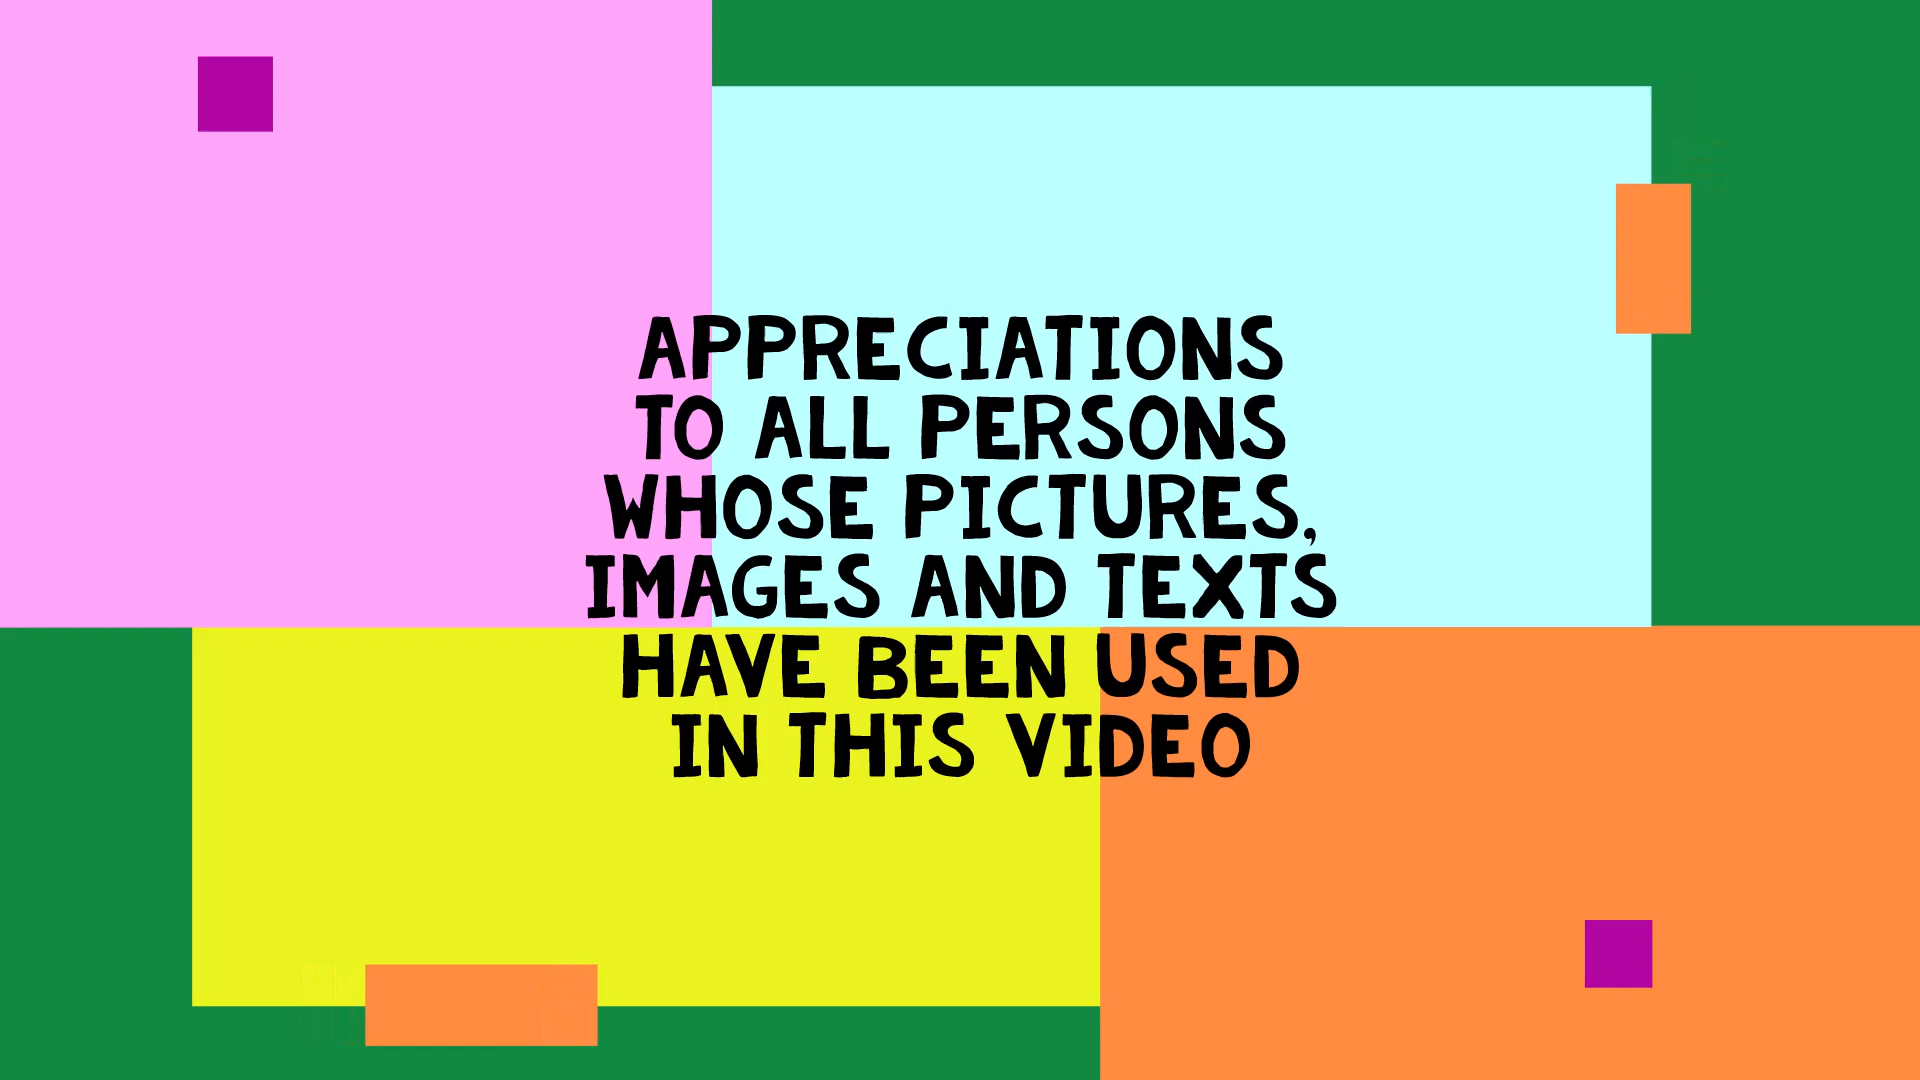 APPRECIATIONS
TO ALL PERSONS
WHOSE PICTURES,
IMAGES AND TEXTS
HAVE BEEN USED
IN THIS VIDEO